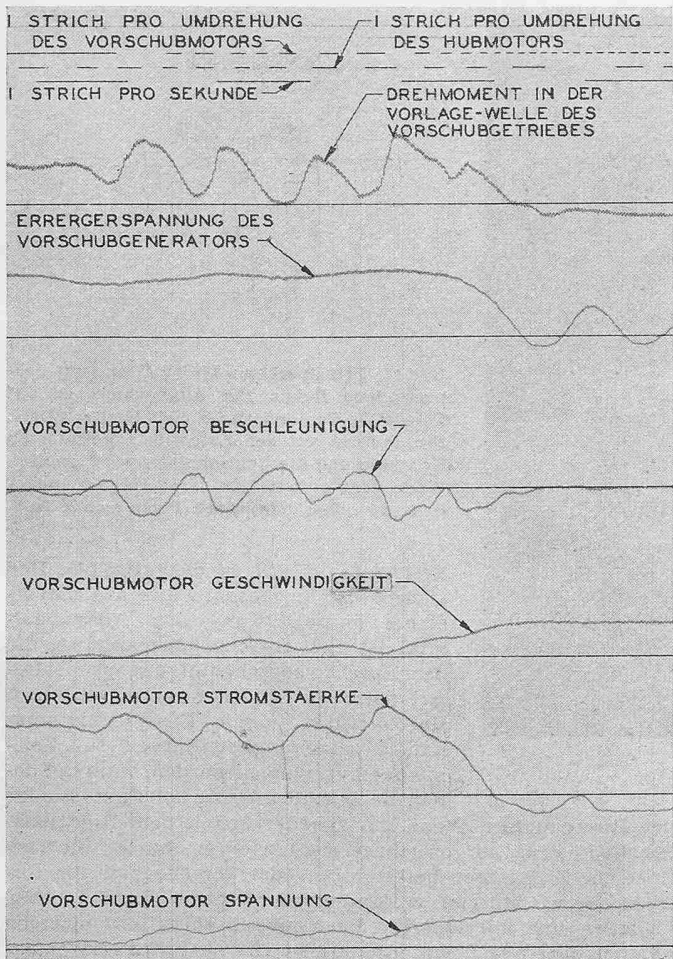 I STRICH PRO UMDREHUNG
DES VORSCHUBMOTORS
I STRICH PRO UMDREHUNG
DES HUBMOTORS
I STRICH PRO SEKUNDE
DREHMOMENT IN DER
VORLAGE-WELLE DES
VORSCHUBGETRIEBES
ERRERGERSPANNUNG DES
VORSCHUBGENERATORS
VORSCHUBMOTOR BESCHLEUNIGUNG
VORSCHUBMOTOR GESCHWINDIGKEIT
VORSCHUBMOTOR STROMSTAERKE
VORSCHUBMOTOR SPANNUNG